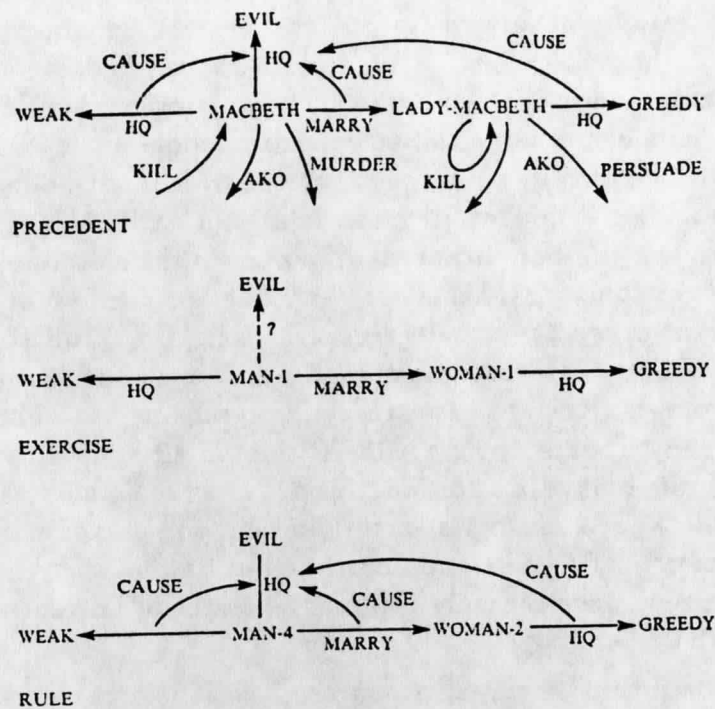 EVIL
CAUSE HQ CAUSE
CAUSE
WEAK HQ MACBETH MARRY LADY-MACBETH HQ GREEDY
KILL AKO MURDER KILL AKO PERSUADE
PRECEDENT
EVIL
?
WEAK HQ MAN-1 MARRY WOMAN-1 HQ GREEDY
EXERCISE
EVIL
CAUSE HQ CAUSE
CAUSE
WEAK MAN-4 MARRY WOMAN-2 HQ GREEDY
RULE